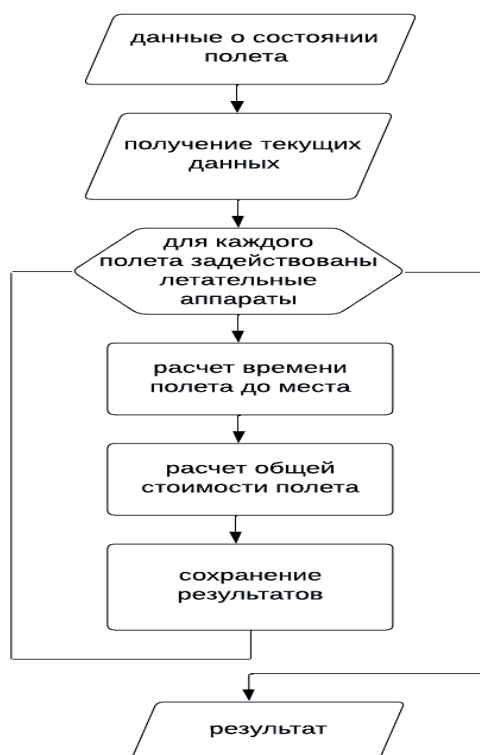 данные о состоянии
полета
получение текущих
данных
для каждого
полета задействованы
летательные
аппараты
расчет времени
полета до места
расчет общей
стоимости полета
сохранение
результатов
результат